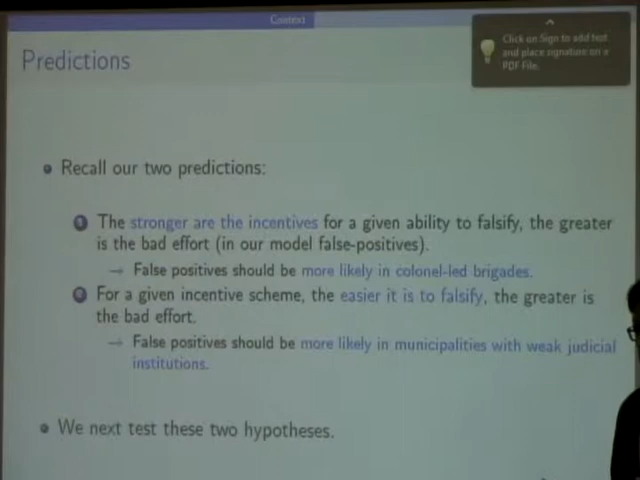 Context
Click on Sign to add text
and place signature on a
PDF File.
Predictions
Recall our two predictions:
1 The stronger are the incentives for a given ability to falsify, the greater
is the bad effort (in our model false-positives).
→ False positives should be more likely in colonel-led brigades.
2 For a given incentive scheme, the easier it is to falsify, the greater is
the bad effort.
→ False positives should be more likely in municipalities with weak judicial
institutions.
We next test these two hypotheses.